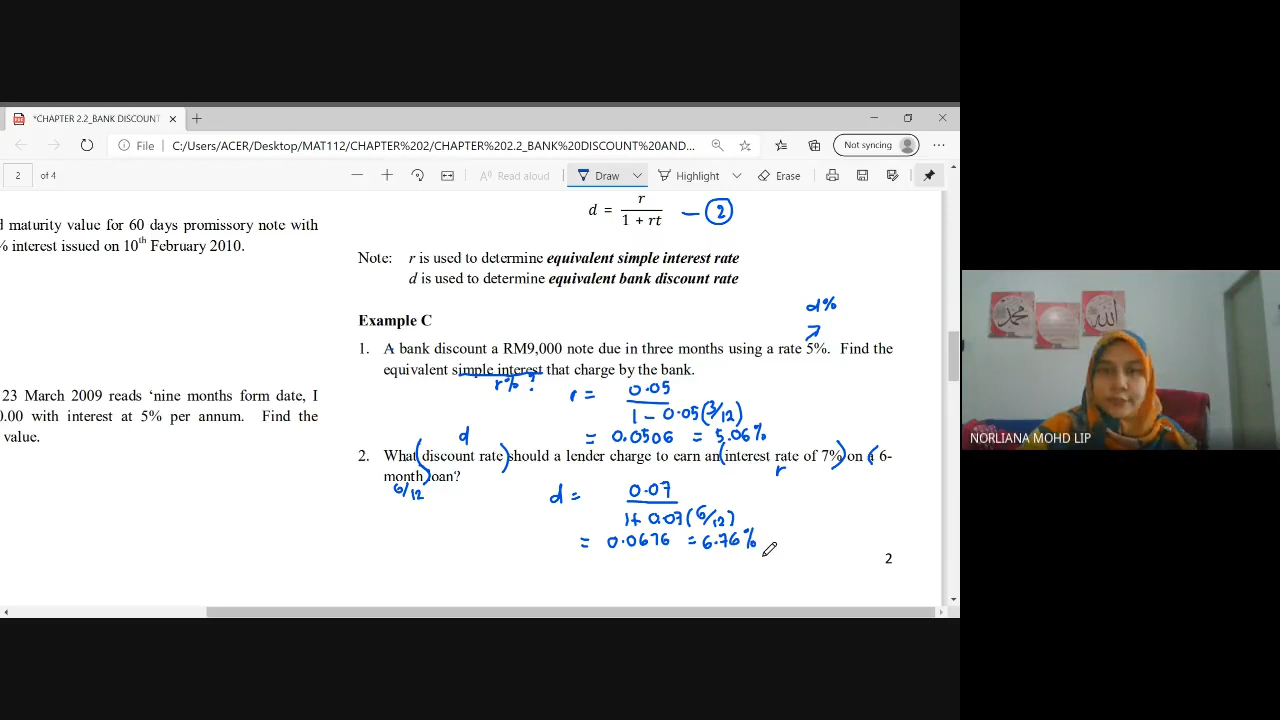 *CHAPTER 2.2_BANK DISCOUNT
File C:/Users/ACER/Desktop/MAT112/CHAPTER%202/CHAPTER%202.2_BANK%20DISCOUNT%20AND... Not syncing
2 of 4 Read aloud Draw Highlight Erase
d maturity value for 60 days promissory note with
% interest issued on 10th February 2010.
23 March 2009 reads ‘nine months form date, I
0.00 with interest at 5% per annum. Find the
value.
d = r / 1 + rt — 2
Note: r is used to determine equivalent simple interest rate
d is used to determine equivalent bank discount rate
d%
Example C
1. A bank discount a RM9,000 note due in three months using a rate 5%. Find the
equivalent simple interest that charge by the bank.
r% ?
r = 0.05 / 1 - 0.05(3/12)
= 0.0506 = 5.06%
d
2. What (discount rate) should a lender charge to earn an (interest rate of 7%) on (a 6-
month) loan?
r
6/12
d = 0.07 / 1+ 0.07(6/12)
= 0.0676 = 6.76%
2
NORLIANA MOHD LIP